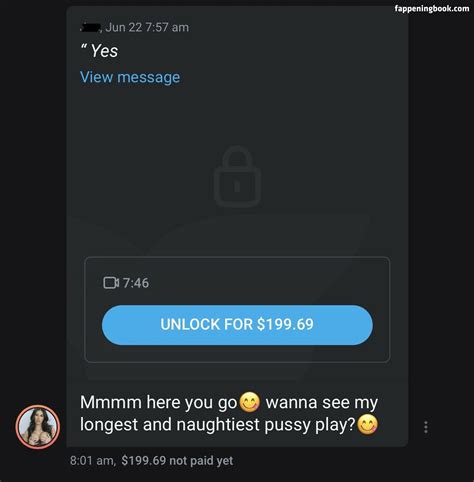 fappeningbook.com
, Jun 22 7:57 am
“ Yes
View message
7:46
UNLOCK FOR $199.69
Mmmm here you go😋 wanna see my
longest and naughtiest pussy play?😋
8:01 am, $199.69 not paid yet